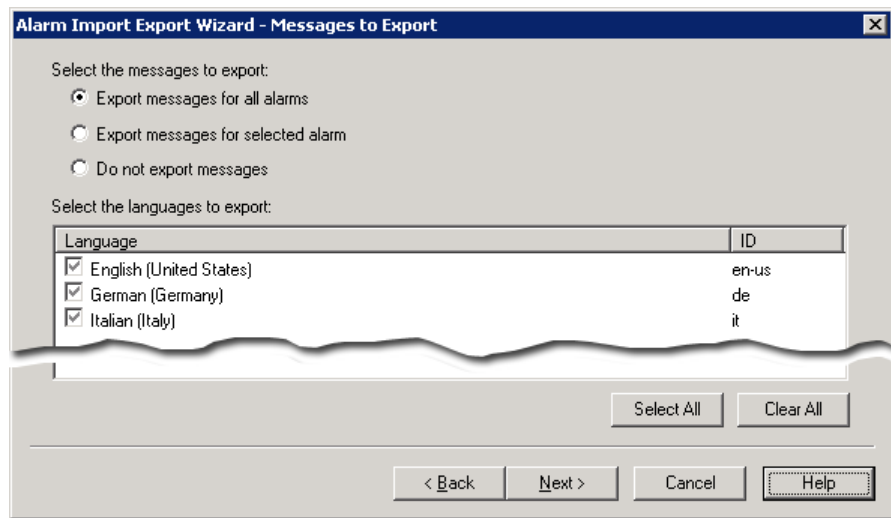 Alarm Import Export Wizard - Messages to Export
Select the messages to export:
Export messages for all alarms
Export messages for selected alarm
Do not export messages
Select the languages to export:
Language ID
English (United States) en-us
German (Germany) de
Italian (Italy) it
Select All Clear All
< Back Next > Cancel Help